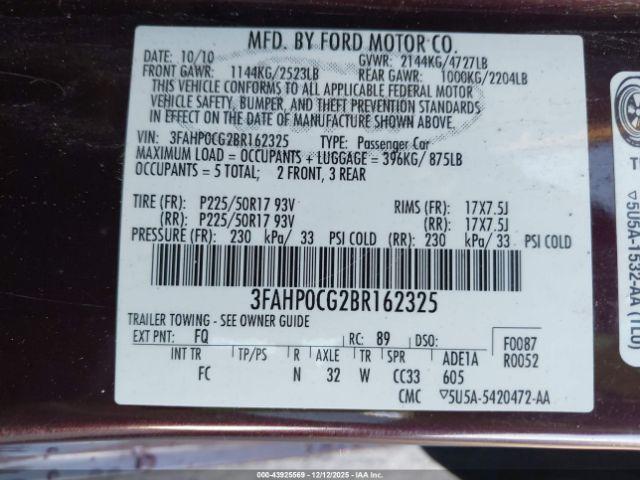 MFD. BY FORD MOTOR CO.
DATE: 10/10 GVWR: 2144KG/4727LB
FRONT GAWR: 1144KG/2523LB REAR GAWR: 1000KG/2204LB
THIS VEHICLE CONFORMS TO ALL APPLICABLE FEDERAL MOTOR
VEHICLE SAFETY, BUMPER, AND THEFT PREVENTION STANDARDS
IN EFFECT ON THE DATE OF MANUFACTURE SHOWN ABOVE.
VIN: 3FAHP0CG2BR162325 TYPE: Passenger Car
MAXIMUM LOAD = OCCUPANTS + LUGGAGE = 396KG/ 875LB
OCCUPANTS = 5 TOTAL; 2 FRONT, 3 REAR
TIRE (FR): P225/50R17 93V RIMS (FR): 17X7.5J
(RR): P225/50R17 93V (RR): 17X7.5J
PRESSURE (FR): 230 kPa/ 33 PSI COLD (RR): 230 kPa/ 33 PSI COLD
3FAHP0CG2BR162325
TRAILER TOWING - SEE OWNER GUIDE
EXT PNT: FQ RC: 89 DSO: F0087
R0052
INT TR TP/PS R AXLE TR SPR ADE1A
FC N 32 W CC33 605
CMC ▽5U5A-5420472-AA
5U5A-1532-AA (TLU)
000-43925569 - 12/12/2025 - COPYRIGHT © IAA, LLC